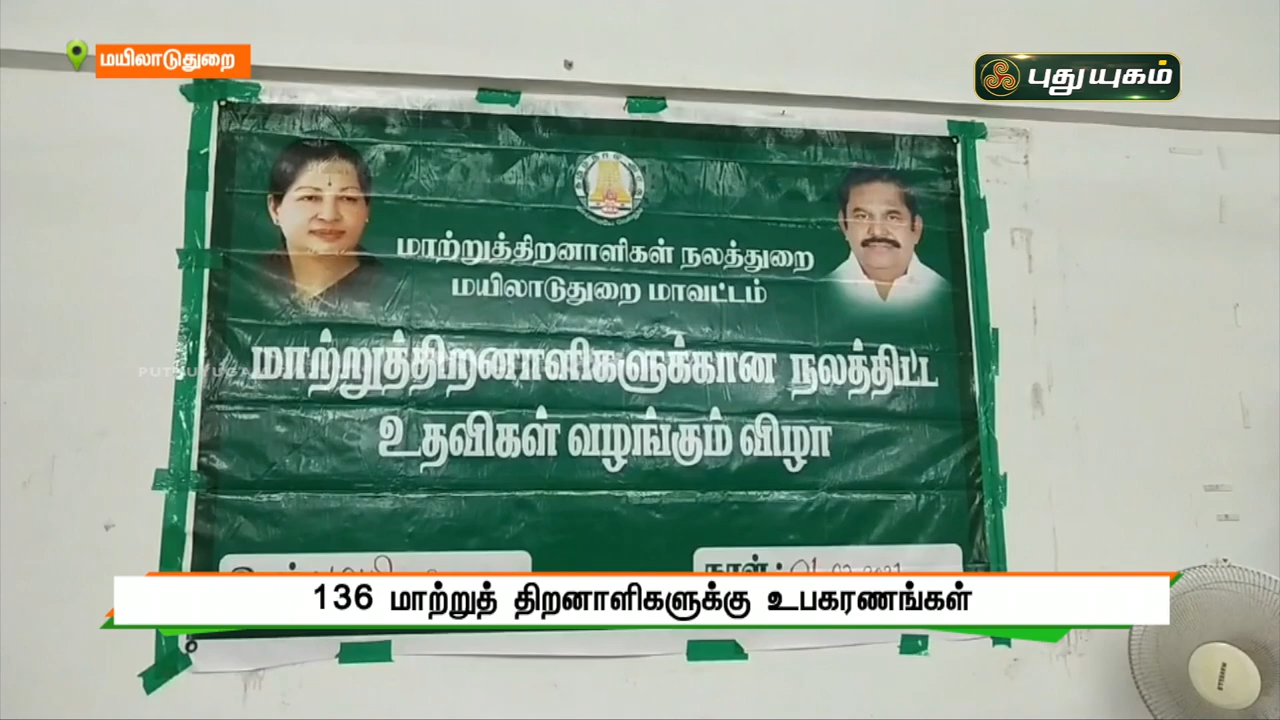 மயிலாடுதுறை
புதுயுகம்
மாற்றுத்திறனாளிகள் நலத்துறை
மயிலாடுதுறை மாவட்டம்
மாற்றுத்திறனாளிகளுக்கான நலத்திட்ட
உதவிகள் வழங்கும் விழா
நாள் :
136 மாற்றுத் திறனாளிகளுக்கு உபகரணங்கள்